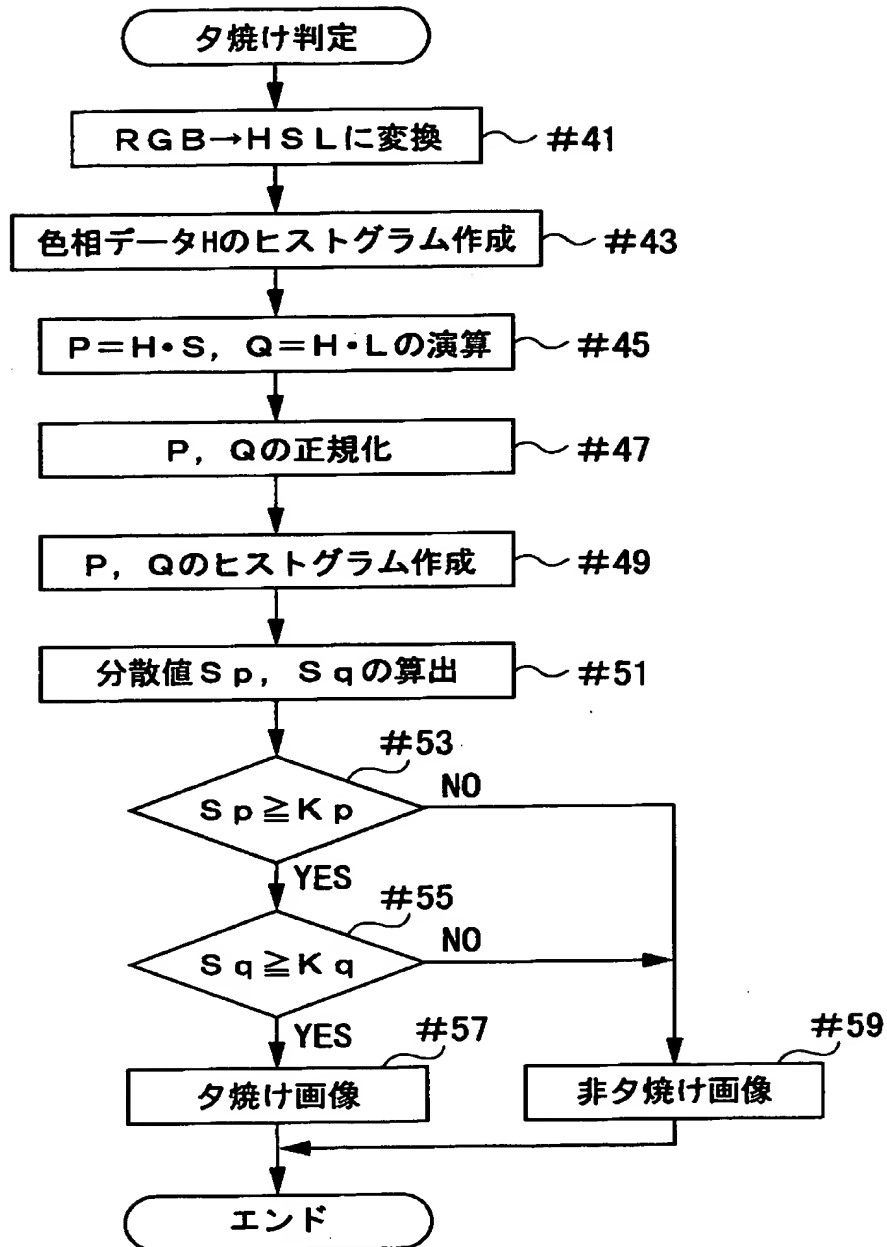 夕焼け判定
RGB→HSLに変換 #41
色相データHのヒストグラム作成 #43
P=H・S, Q=H・Lの演算 #45
P, Qの正規化 #47
P, Qのヒストグラム作成 #49
分散値Sp, Sqの算出 #51
#53
Sp≧Kp NO
YES
#55
Sq≧Kq NO
YES
#57
夕焼け画像
#59
非夕焼け画像
エンド